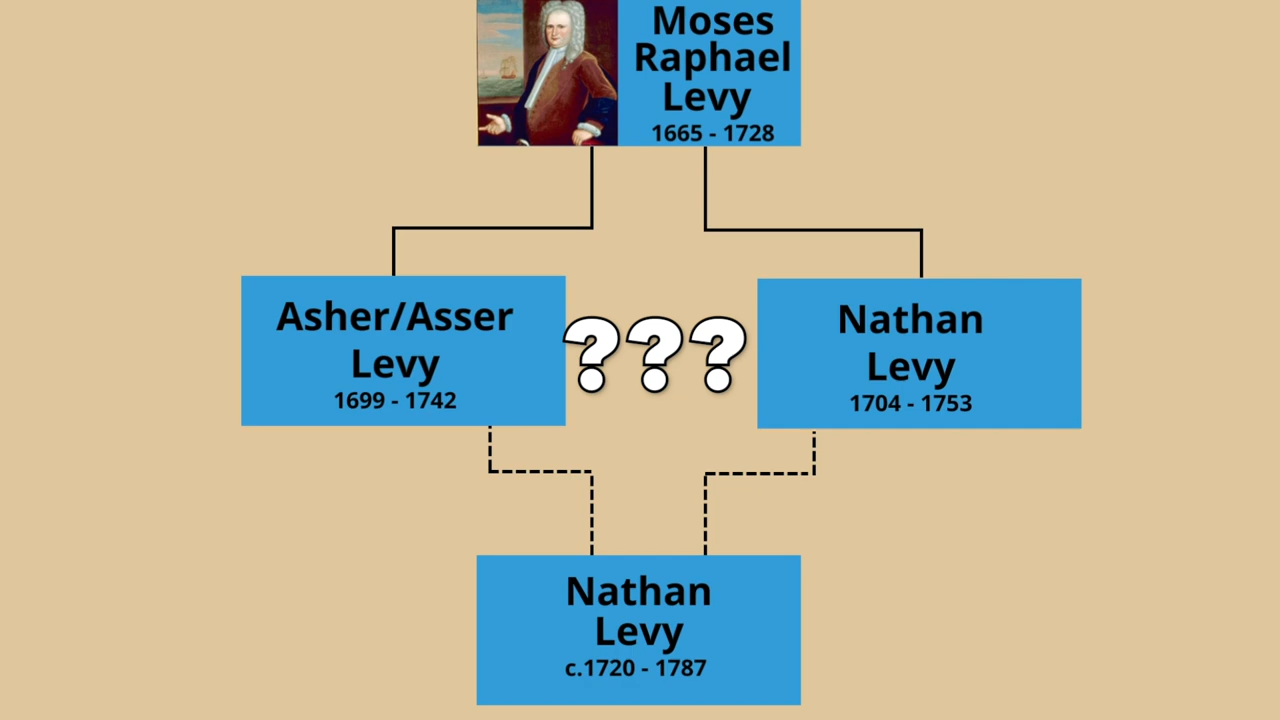 Moses
Raphael
Levy
1665 - 1728
Asher/Asser
Levy
1699 - 1742
???
Nathan
Levy
1704 - 1753
Nathan
Levy
c.1720 - 1787